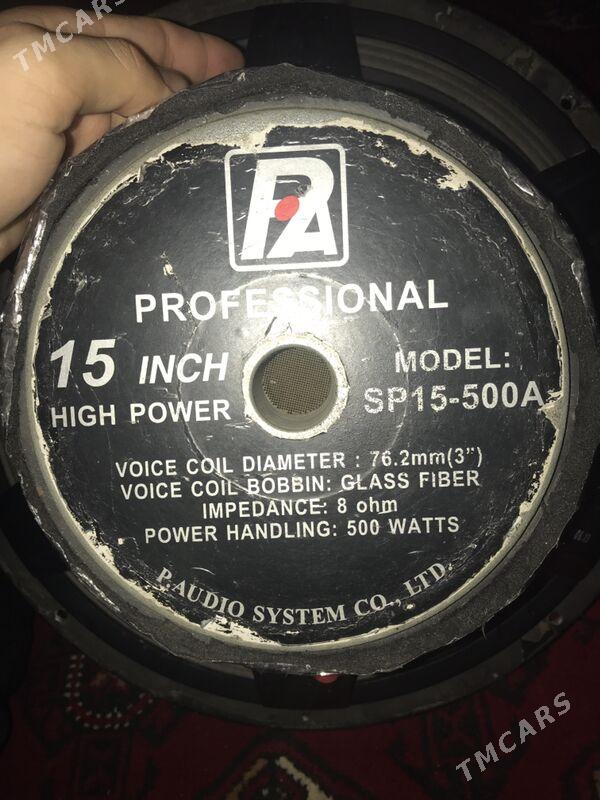 TMCARS
PA
PROFESSIONAL
15 INCH
HIGH POWER
MODEL:
SP15-500A
VOICE COIL DIAMETER : 76.2mm(3")
VOICE COIL BOBBIN: GLASS FIBER
IMPEDANCE: 8 ohm
POWER HANDLING: 500 WATTS
P.AUDIO SYSTEM CO., LTD.
TMCARS